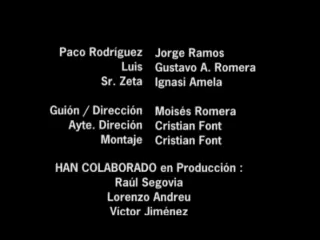 Paco Rodríguez Jorge Ramos
Luis Gustavo A. Romera
Sr. Zeta Ignasi Amela
Guión / Dirección Moisés Romera
Ayte. Direción Cristian Font
Montaje Cristian Font
HAN COLABORADO en Producción :
Raúl Segovia
Lorenzo Andreu
Víctor Jiménez